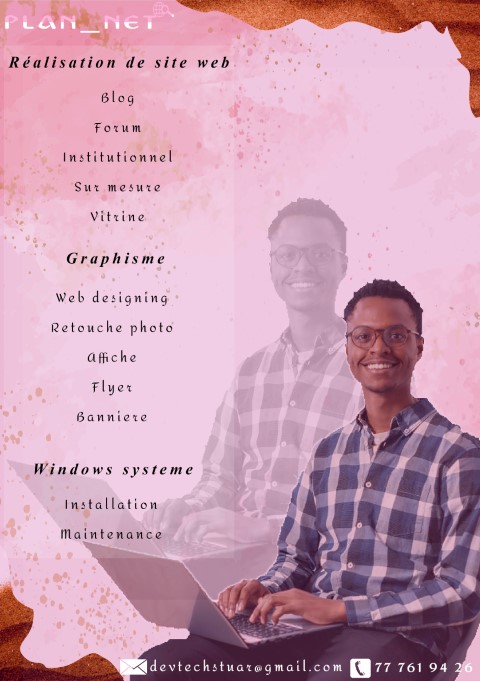 PLAN_NET
Réalisation de site web
Blog
Forum
Institutionnel
Sur mesure
Vitrine
Graphisme
Web designing
Retouche photo
Affiche
Flyer
Banniere
Windows systeme
Installation
Maintenance
devtechstuar@gmail.com 77 761 94 26